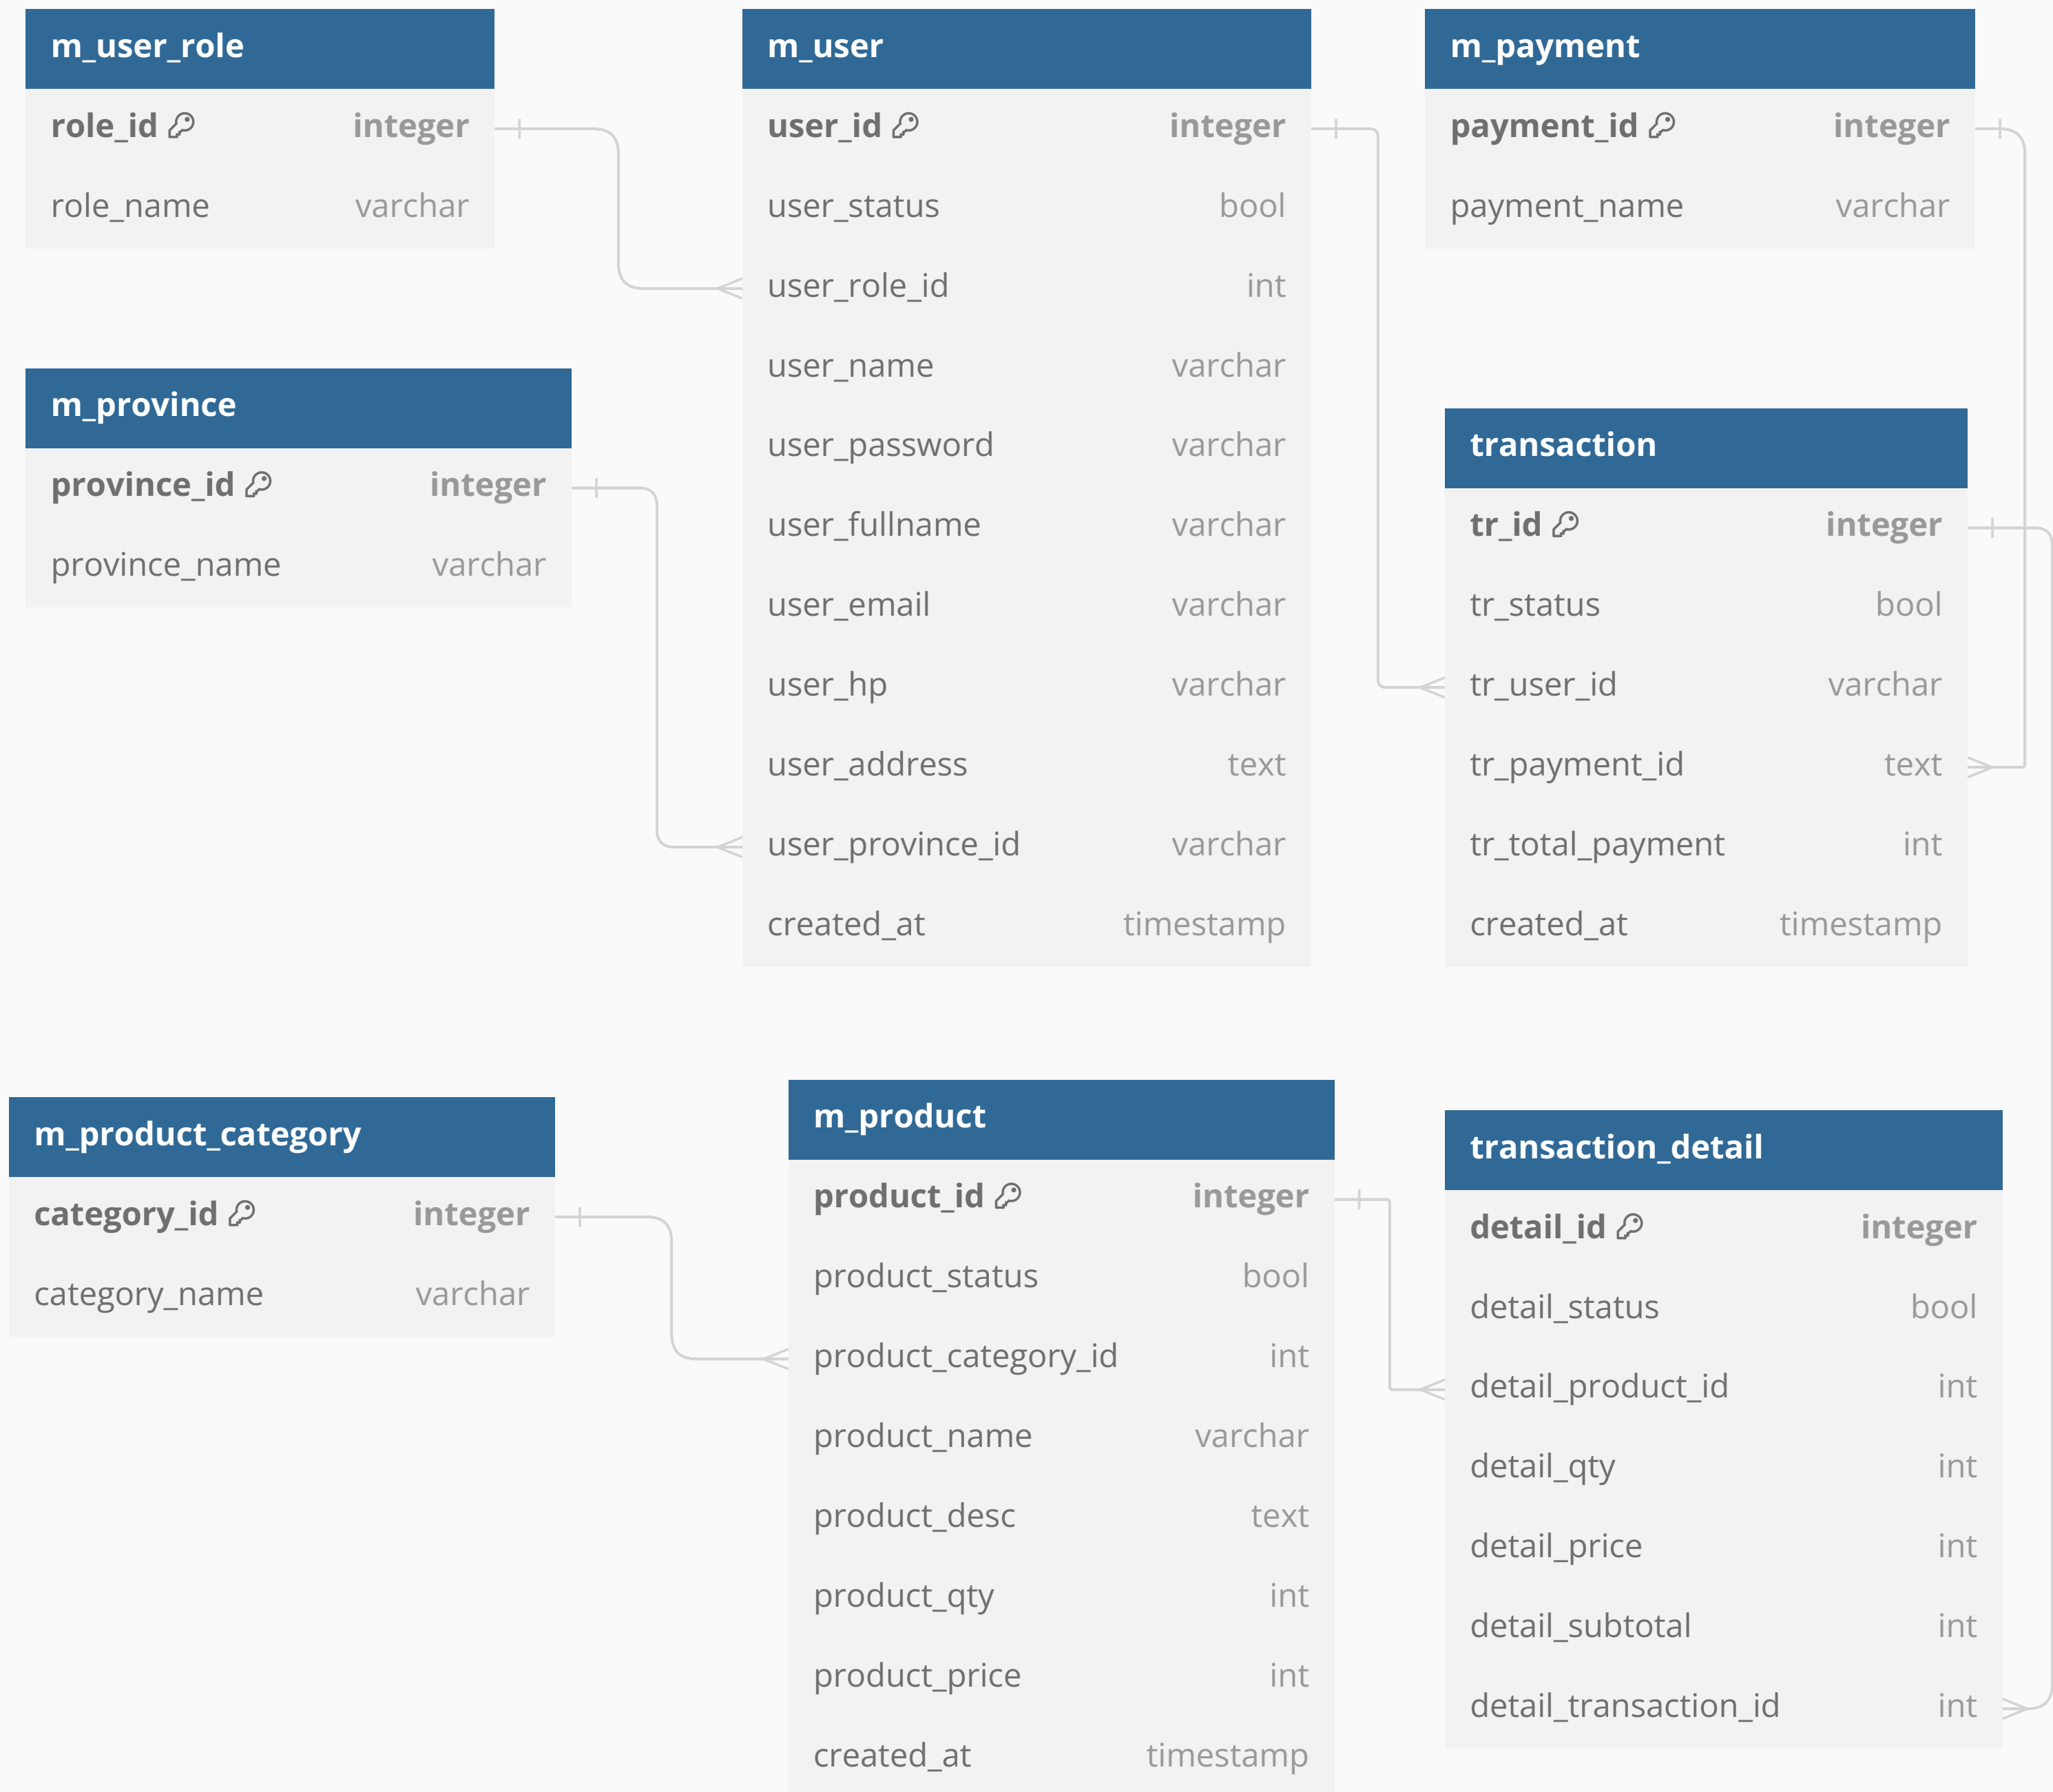 m_user_role
role_id integer
role_name varchar
m_province
province_id integer
province_name varchar
m_user
user_id integer
user_status bool
user_role_id int
user_name varchar
user_password varchar
user_fullname varchar
user_email varchar
user_hp varchar
user_address text
user_province_id varchar
created_at timestamp
m_payment
payment_id integer
payment_name varchar
transaction
tr_id integer
tr_status bool
tr_user_id varchar
tr_payment_id text
tr_total_payment int
created_at timestamp
m_product_category
category_id integer
category_name varchar
m_product
product_id integer
product_status bool
product_category_id int
product_name varchar
product_desc text
product_qty int
product_price int
created_at timestamp
transaction_detail
detail_id integer
detail_status bool
detail_product_id int
detail_qty int
detail_price int
detail_subtotal int
detail_transaction_id int